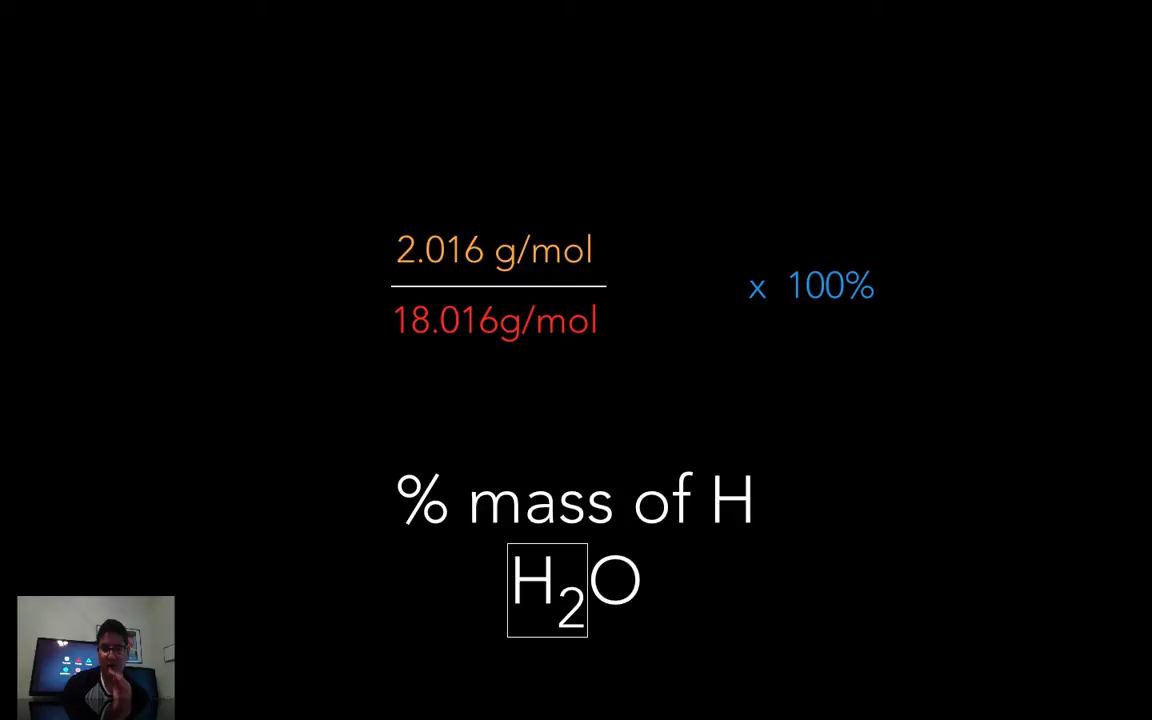 2.016 g/mol
18.016g/mol
x 100%
% mass of H
H₂O